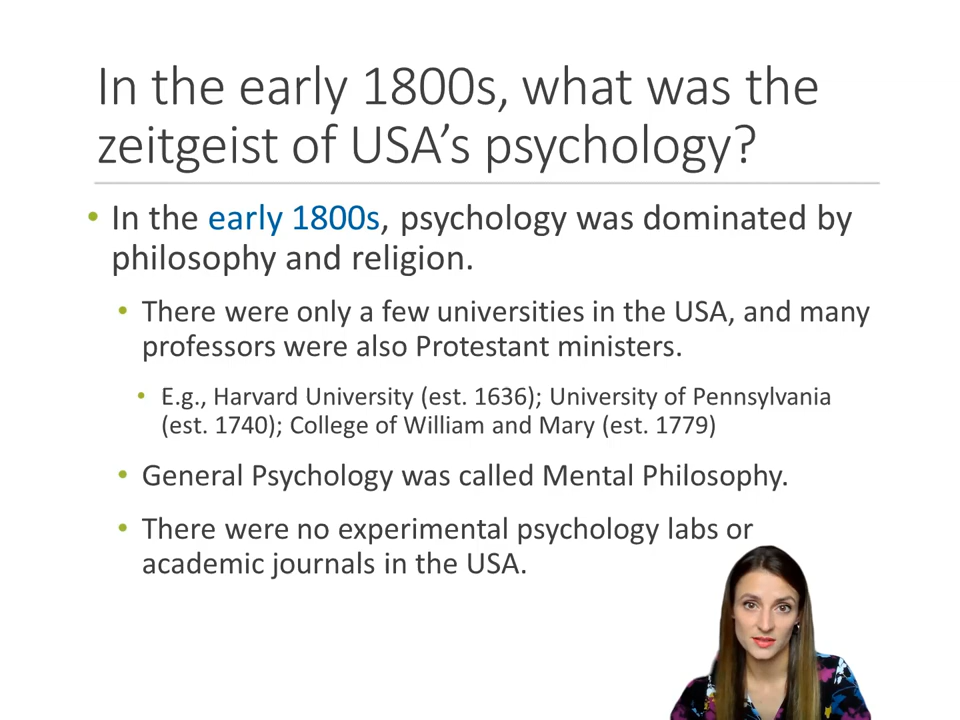 In the early 1800s, what was the
zeitgeist of USA’s psychology?
• In the early 1800s, psychology was dominated by
philosophy and religion.
• There were only a few universities in the USA, and many
professors were also Protestant ministers.
• E.g., Harvard University (est. 1636); University of Pennsylvania
(est. 1740); College of William and Mary (est. 1779)
• General Psychology was called Mental Philosophy.
• There were no experimental psychology labs or
academic journals in the USA.